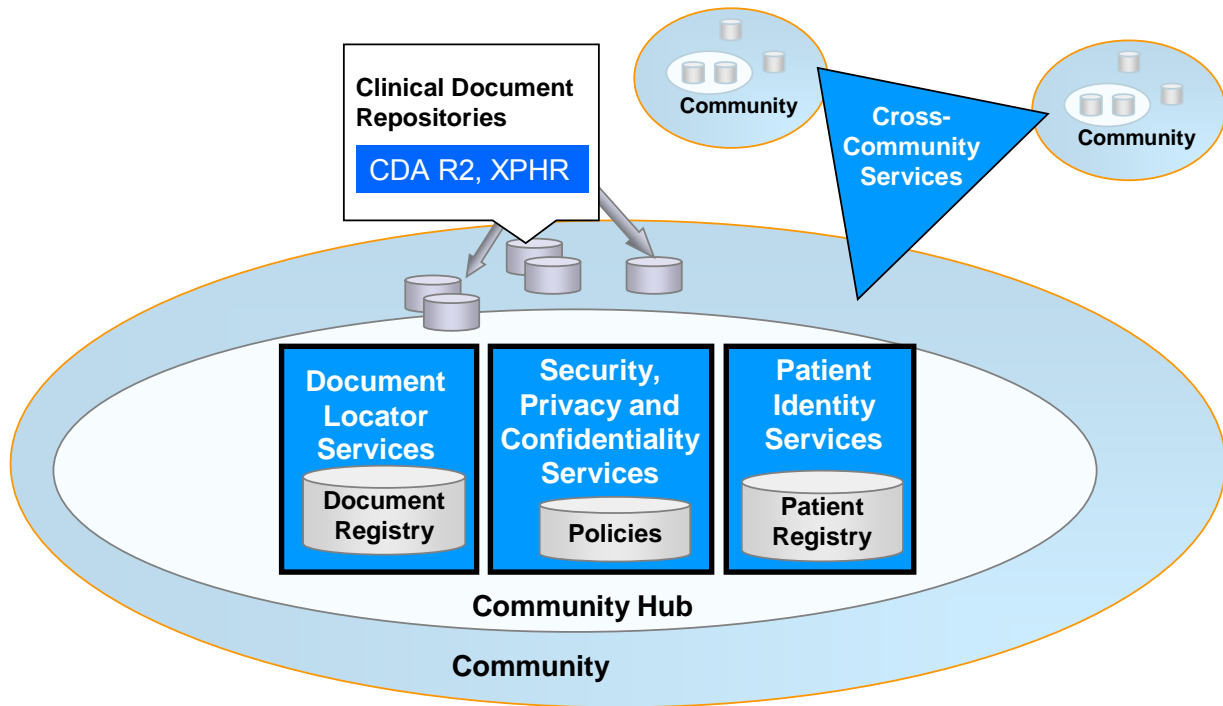 Clinical Document
Repositories
CDA R2, XPHR
Community
Cross-
Community
Services
Community
Document
Locator
Services
Document
Registry
Security,
Privacy and
Confidentiality
Services
Policies
Patient
Identity
Services
Patient
Registry
Community Hub
Community